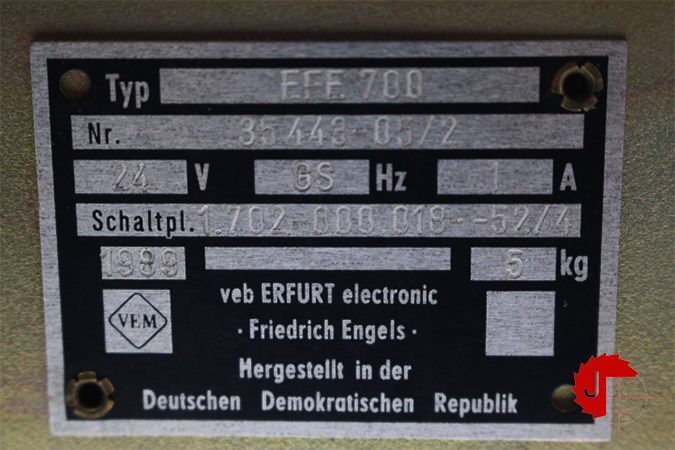 Typ EFE 700
Nr. 35443-05/2
24 V GS Hz 1 A
Schaltpl. 1.702-000.018--52/4
1989 5 kg
VEM
veb ERFURT electronic
· Friedrich Engels ·
Hergestellt in der
Deutschen Demokratischen Republik
J